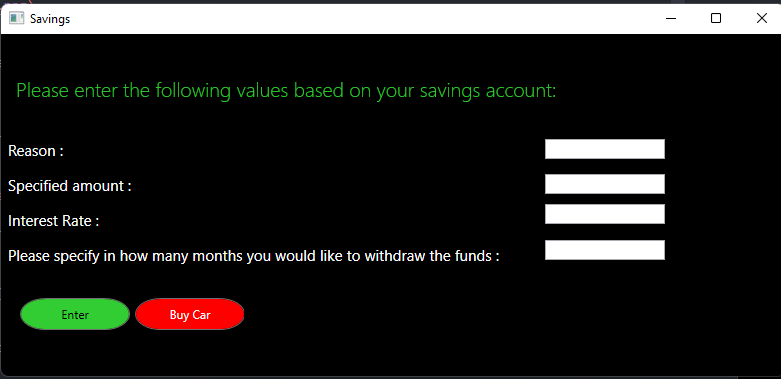 Savings
Please enter the following values based on your savings account:
Reason :
Specified amount :
Interest Rate :
Please specify in how many months you would like to withdraw the funds :
Enter Buy Car